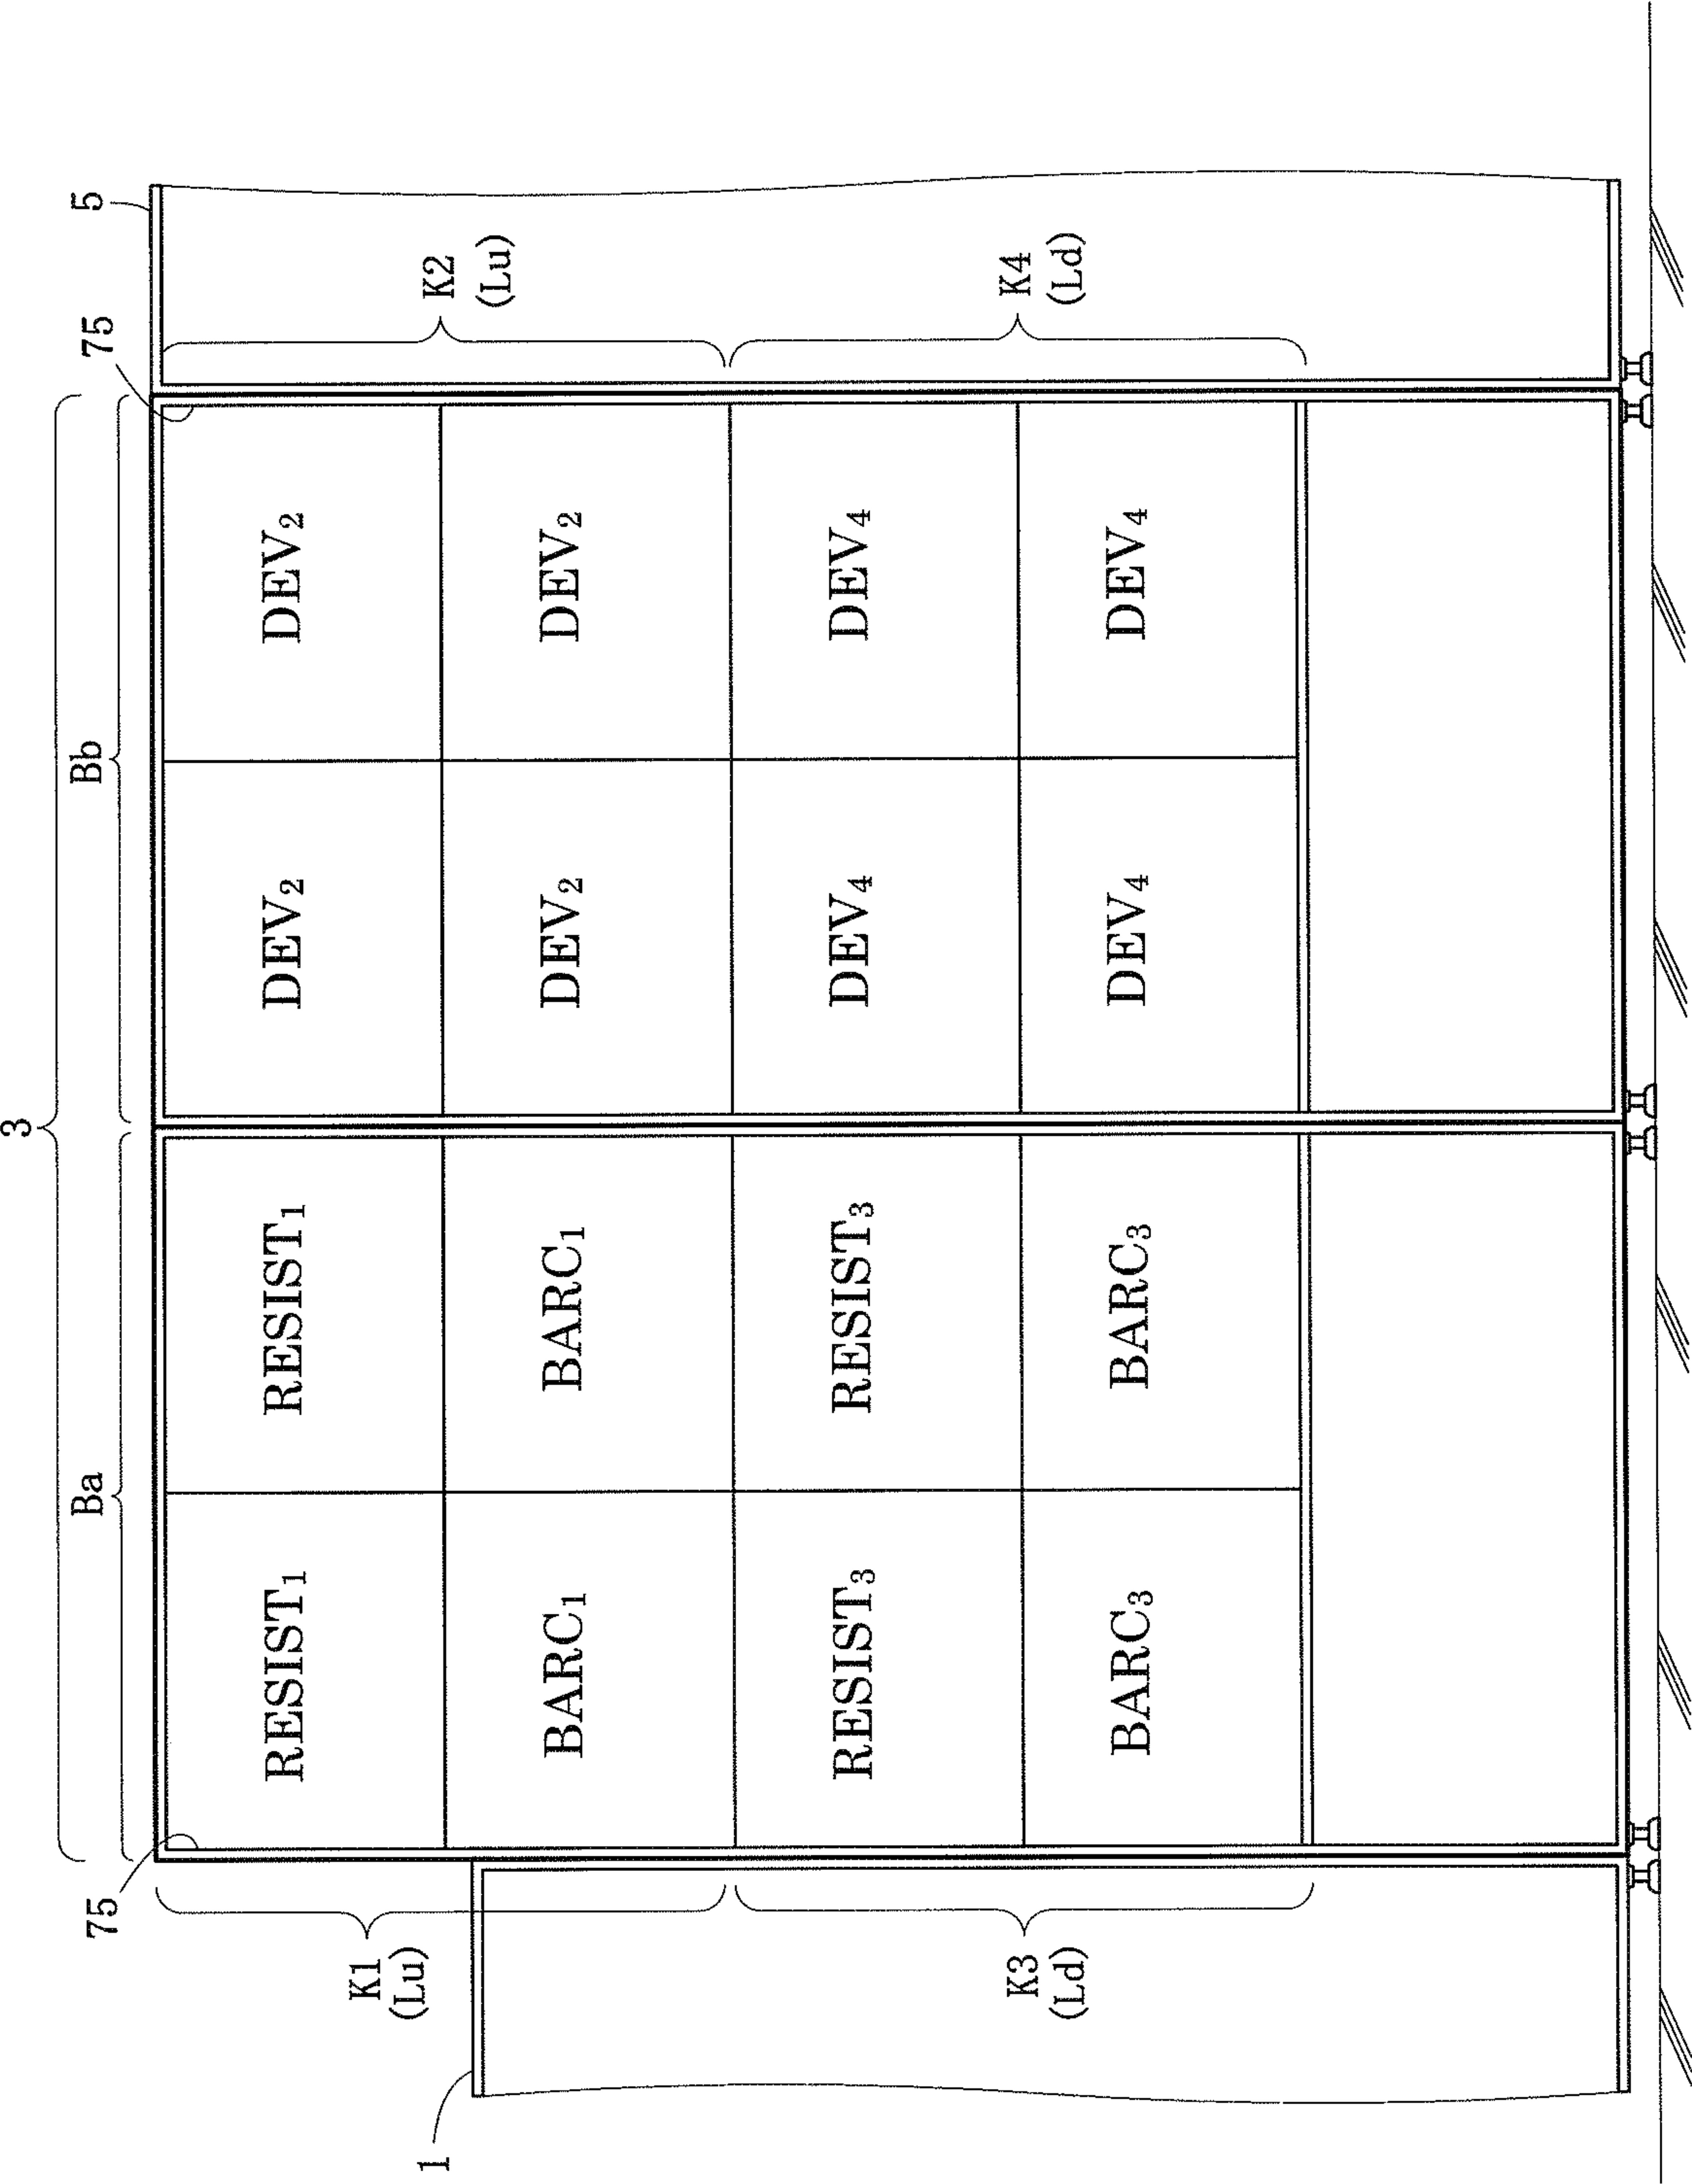 3
Ba Bb
75 75 5
RESIST₁ RESIST₁ DEV₂ DEV₂
K1 K2
(Lu) (Lu)
1
BARC₁ BARC₁ DEV₂ DEV₂
RESIST₃ RESIST₃ DEV₄ DEV₄
K3 K4
(Ld) (Ld)
BARC₃ BARC₃ DEV₄ DEV₄